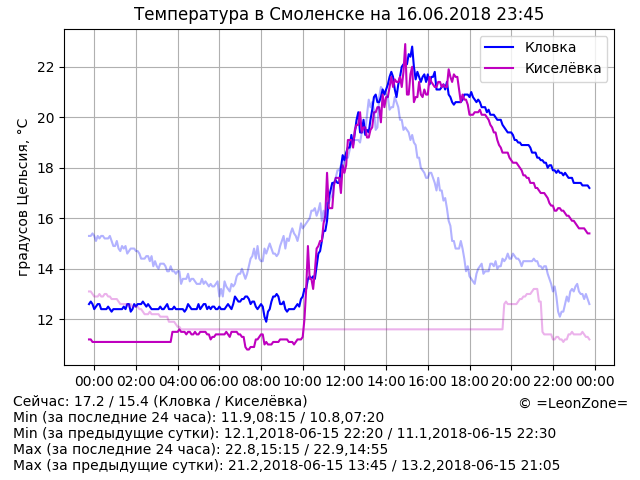 Температура в Смоленске на 16.06.2018 23:45
Кловка
Киселёвка
градусов Цельсия, °C
22
20
18
16
14
12
00:00 02:00 04:00 06:00 08:00 10:00 12:00 14:00 16:00 18:00 20:00 22:00 00:00
Сейчас: 17.2 / 15.4 (Кловка / Киселёвка)
© =LeonZone=
Min (за последние 24 часа): 11.9,08:15 / 10.8,07:20
Min (за предыдущие сутки): 12.1,2018-06-15 22:20 / 11.1,2018-06-15 22:30
Max (за последние 24 часа): 22.8,15:15 / 22.9,14:55
Max (за предыдущие сутки): 21.2,2018-06-15 13:45 / 13.2,2018-06-15 21:05